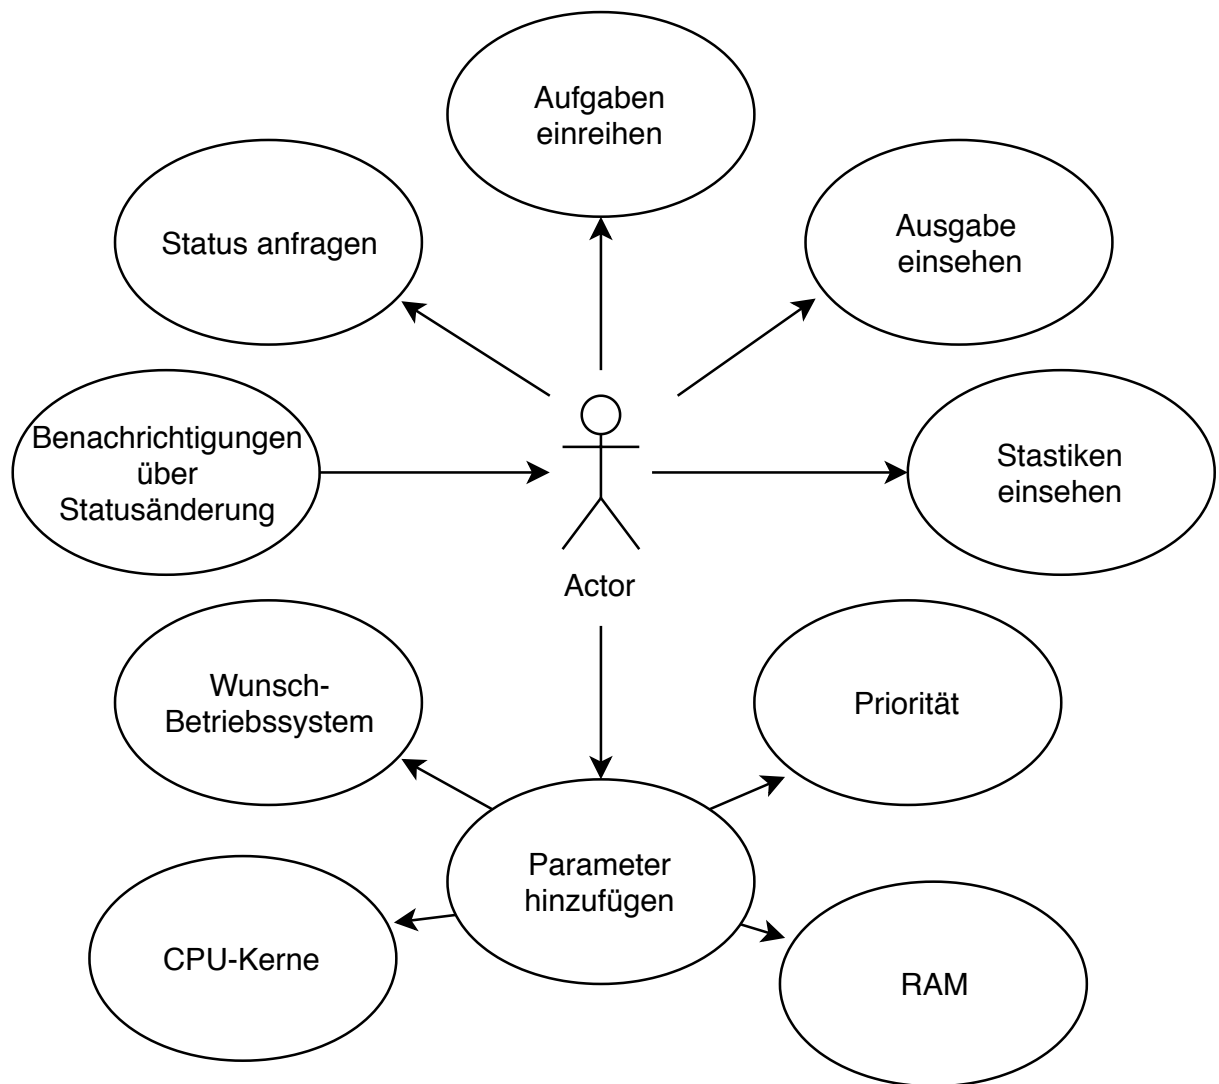 Aufgaben
einreihen
Status anfragen
Ausgabe
einsehen
Benachrichtigungen
über
Statusänderung
Stastiken
einsehen
Actor
Wunsch-
Betriebssystem
Priorität
Parameter
hinzufügen
CPU-Kerne
RAM